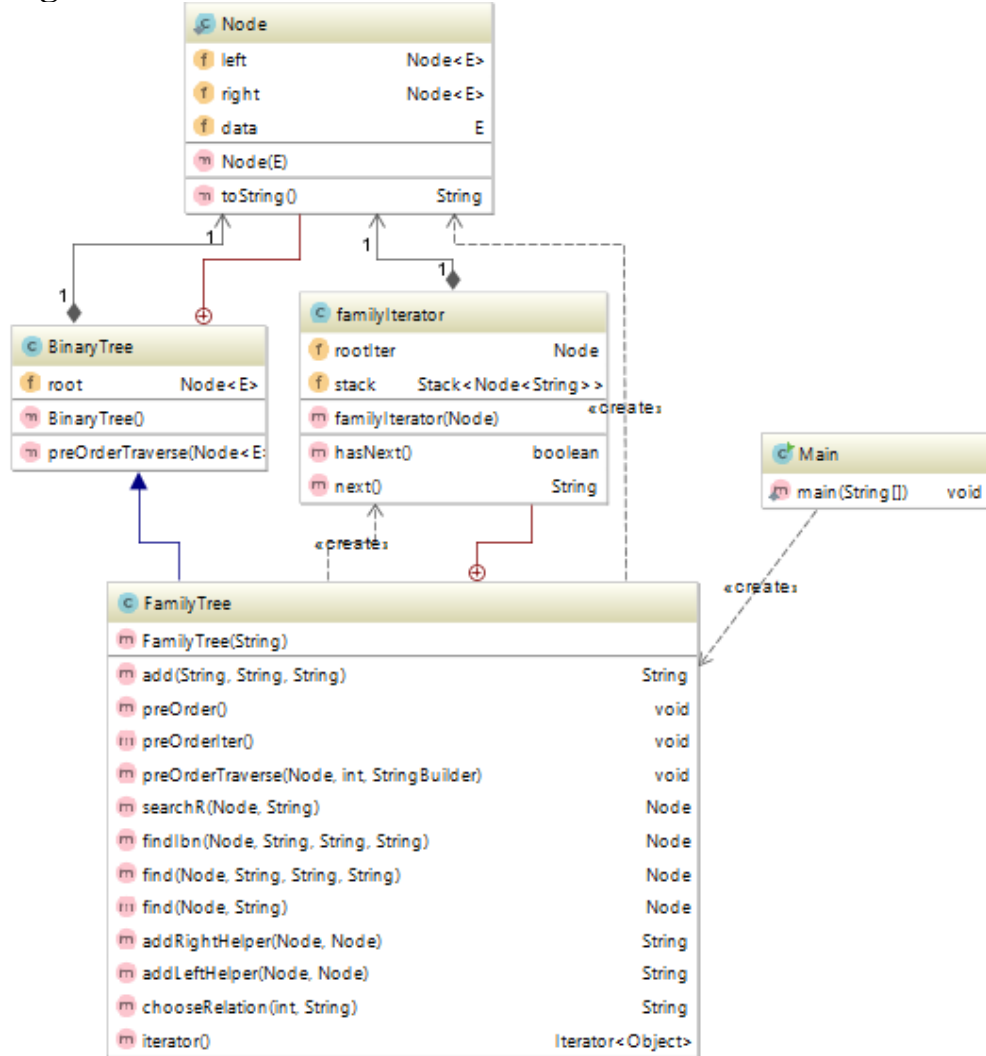 Node
left Node<E>
right Node<E>
data E
Node(E)
toString() String
1
1
1
1
BinaryTree
root Node<E>
BinaryTree()
preOrderTraverse(Node<E
familyIterator
rootIter Node
stack Stack<Node<String>>
familyIterator(Node)
hasNext() boolean
next() String
«create»
Main
main(String[]) void
«create»
«create»
FamilyTree
FamilyTree(String)
add(String, String, String) String
preOrder() void
preOrderIter() void
preOrderTraverse(Node, int, StringBuilder) void
searchR(Node, String) Node
findIbn(Node, String, String, String) Node
find(Node, String, String, String) Node
find(Node, String) Node
addRightHelper(Node, Node) String
addLeftHelper(Node, Node) String
chooseRelation(int, String) String
iterator() Iterator<Object>